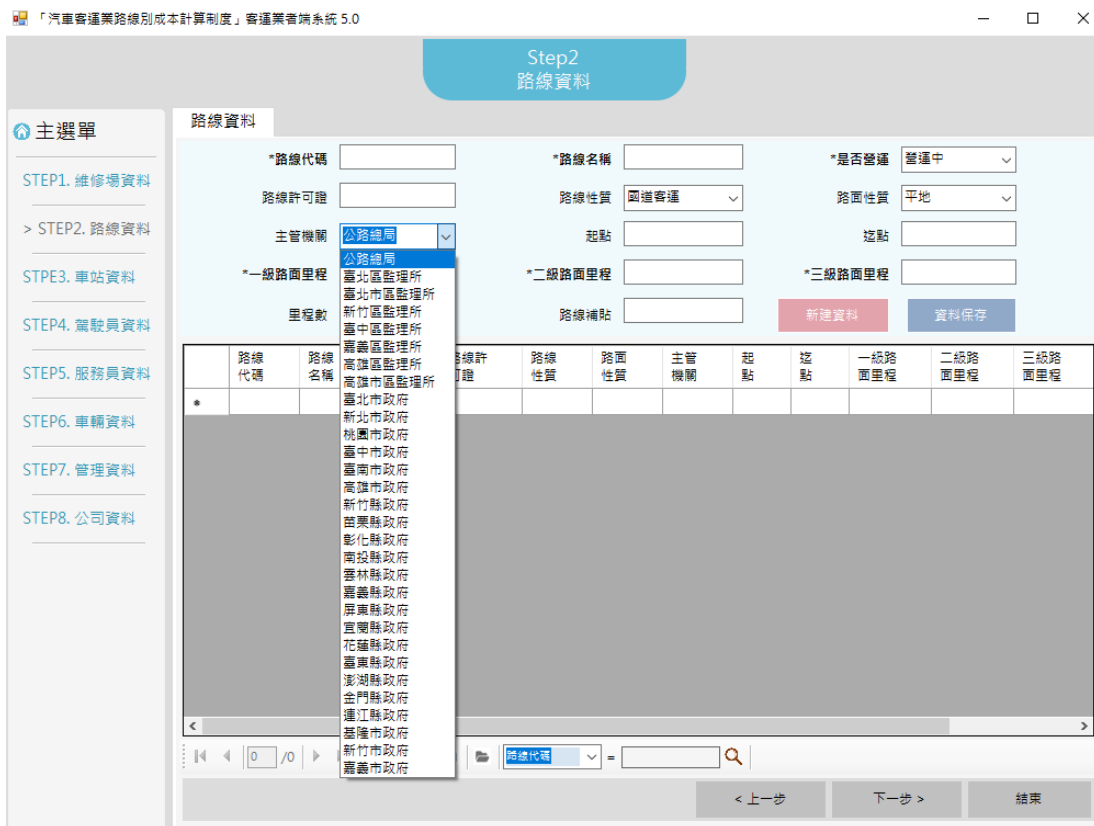 「汽車客運業路線別成本計算制度」客運業者端系統 5.0
Step2
路線資料
主選單
STEP1. 維修場資料
> STEP2. 路線資料
STPE3. 車站資料
STEP4. 駕駛員資料
STEP5. 服務員資料
STEP6. 車輛資料
STEP7. 管理資料
STEP8. 公司資料
路線資料
*路線代碼 *路線名稱 *是否營運 營運中
路線許可證 路線性質 國道客運 路面性質 平地
主管機關 公路總局 起點 迄點
*一級路面里程 *二級路面里程 *三級路面里程
里程數 路線補貼 新建資料 資料保存
公路總局
臺北區監理所
臺北市區監理所
新竹區監理所
臺中區監理所
嘉義區監理所
高雄區監理所
高雄市區監理所
臺北市政府
新北市政府
桃園市政府
臺中市政府
臺南市政府
高雄市政府
新竹縣政府
苗栗縣政府
彰化縣政府
南投縣政府
雲林縣政府
嘉義縣政府
屏東縣政府
宜蘭縣政府
花蓮縣政府
臺東縣政府
澎湖縣政府
金門縣政府
連江縣政府
基隆市政府
新竹市政府
嘉義市政府
路線 路線 路線許 路線 路面 主管 起 迄 一級路 二級路 三級路
代碼 名稱 可證 性質 性質 機關 點 點 面里程 面里程 面里程
0 /0 路線代碼 =
< 上一步 下一步 > 結束